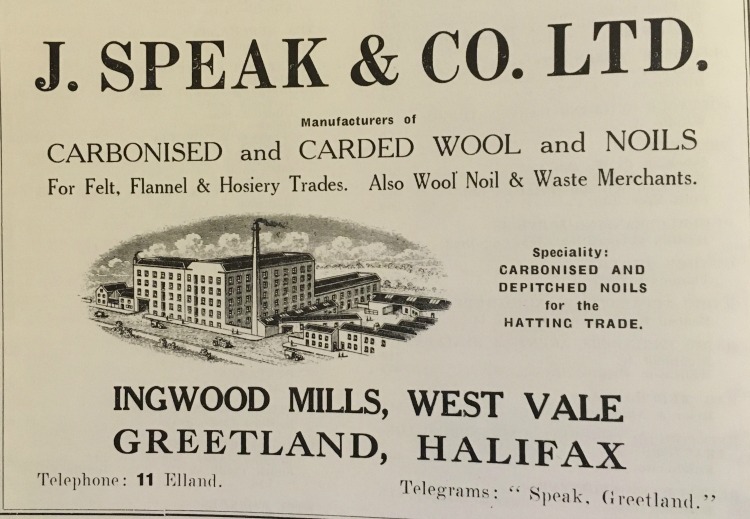 J. SPEAK & CO. LTD.
Manufacturers of
CARBONISED and CARDED WOOL and NOILS
For Felt, Flannel & Hosiery Trades. Also Wool Noil & Waste Merchants.
Speciality:
CARBONISED AND
DEPITCHED NOILS
for the
HATTING TRADE.
INGWOOD MILLS, WEST VALE
GREETLAND, HALIFAX
Telephone: 11 Elland.
Telegrams: “ Speak, Greetland.”